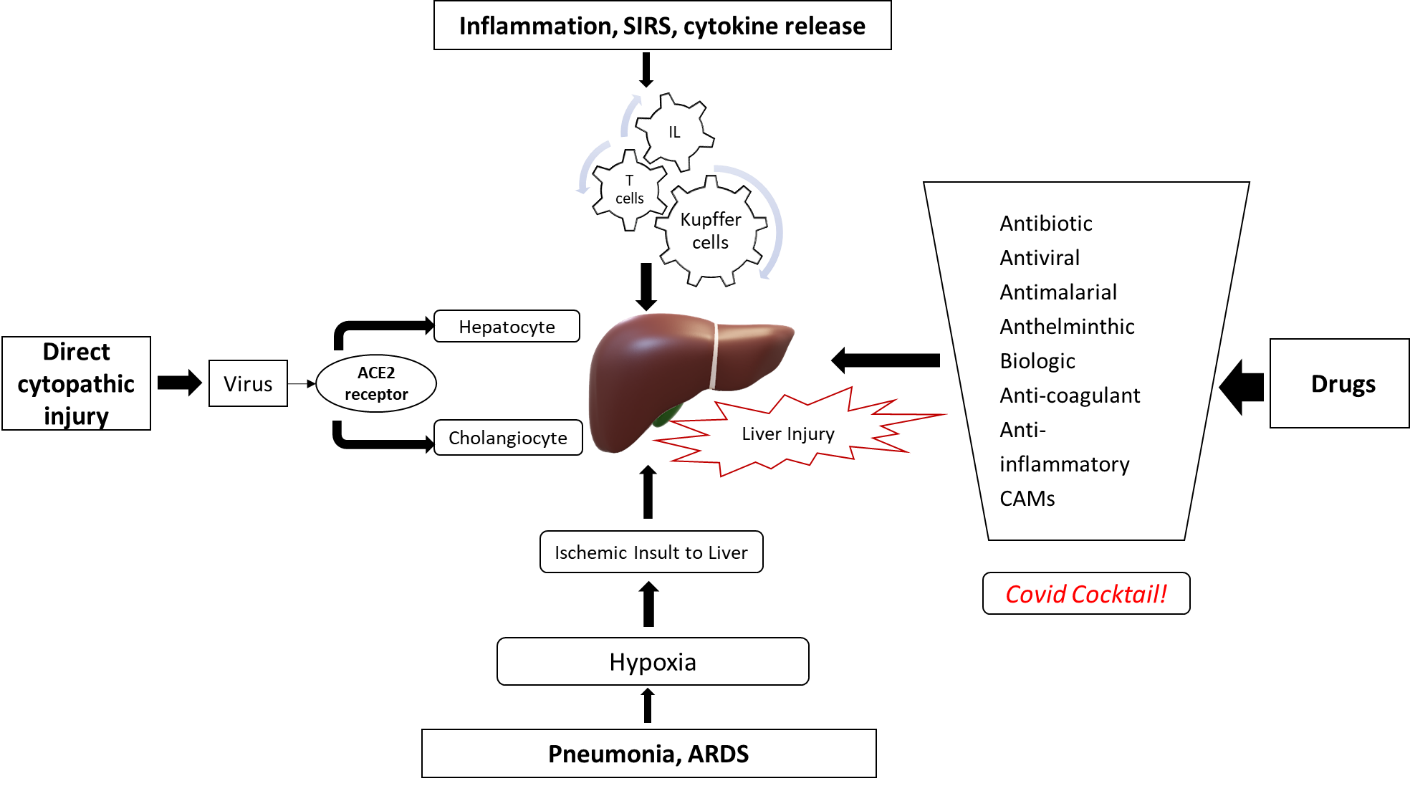 Inflammation, SIRS, cytokine release
IL
T
cells
Kupffer
cells
Direct
cytopathic
injury
Virus
ACE2
receptor
Hepatocyte
Cholangiocyte
Liver Injury
Antibiotic
Antiviral
Antimalarial
Anthelminthic
Biologic
Anti-coagulant
Anti-
inflammatory
CAMs
Drugs
Covid Cocktail!
Ischemic Insult to Liver
Hypoxia
Pneumonia, ARDS